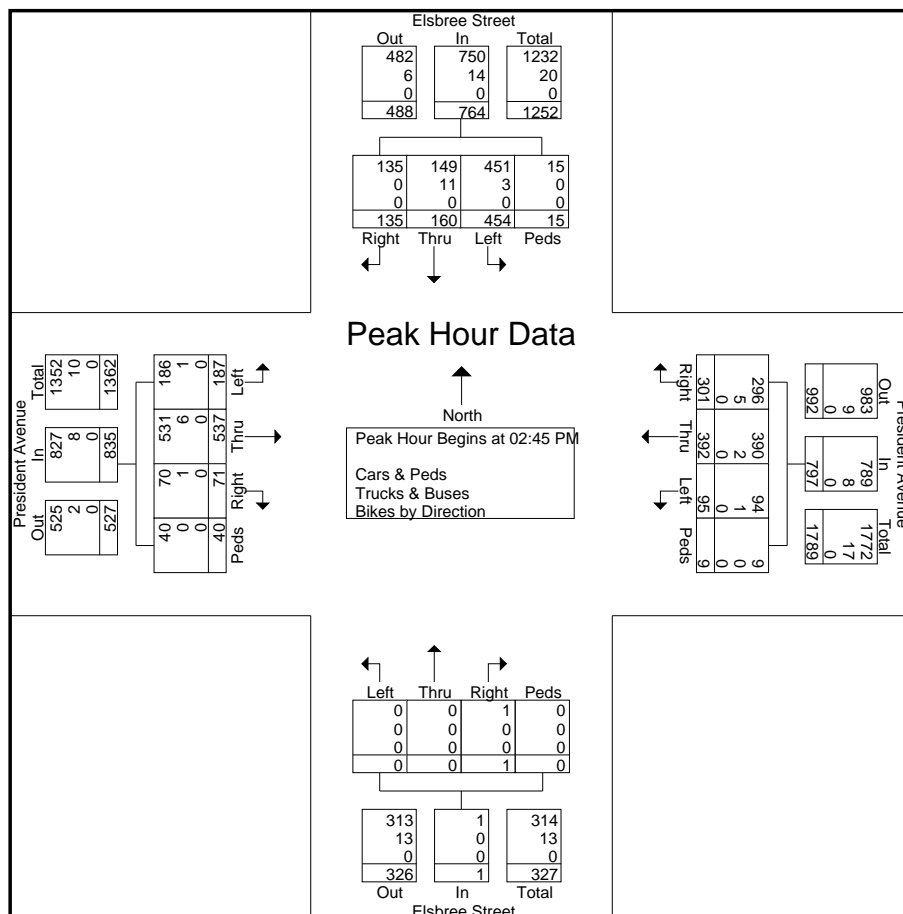 Elsbree Street
Out In Total
482 750 1232
6 14 20
0 0 0
488 764 1252
135 149 451 15
0 11 3 0
0 0 0 0
135 160 454 15
Right Thru Left Peds
Peak Hour Data
North
Peak Hour Begins at 02:45 PM
Cars & Peds
Trucks & Buses
Bikes by Direction
President Avenue
Out In Total
525 827 1352
2 8 10
0 0 0
527 835 1362
Peds Right Thru Left
40 70 531 186
0 1 6 1
0 0 0 0
40 71 537 187
President Avenue
Out In Total
983 789 1772
9 8 17
0 0 0
992 797 1789
296 390 94 9
5 2 1 0
0 0 0 0
301 392 95 9
Right Thru Left Peds
Left Thru Right Peds
0 0 1 0
0 0 0 0
0 0 0 0
0 0 1 0
313 1 314
13 0 13
0 0 0
326 1 327
Out In Total
Elsbree Street